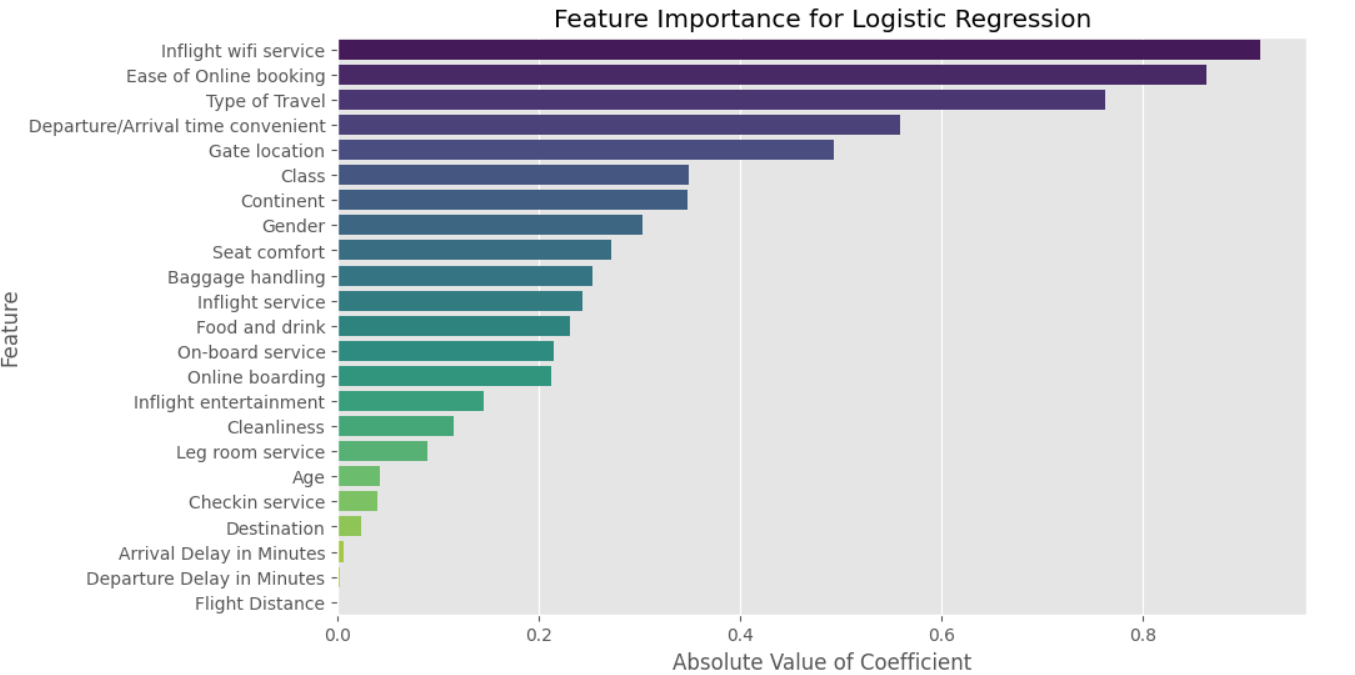 Feature Importance for Logistic Regression
Inflight wifi service
Ease of Online booking
Type of Travel
Departure/Arrival time convenient
Gate location
Class
Continent
Gender
Seat comfort
Baggage handling
Inflight service
Food and drink
On-board service
Online boarding
Inflight entertainment
Cleanliness
Leg room service
Age
Checkin service
Destination
Arrival Delay in Minutes
Departure Delay in Minutes
Flight Distance
Feature
0.0 0.2 0.4 0.6 0.8
Absolute Value of Coefficient